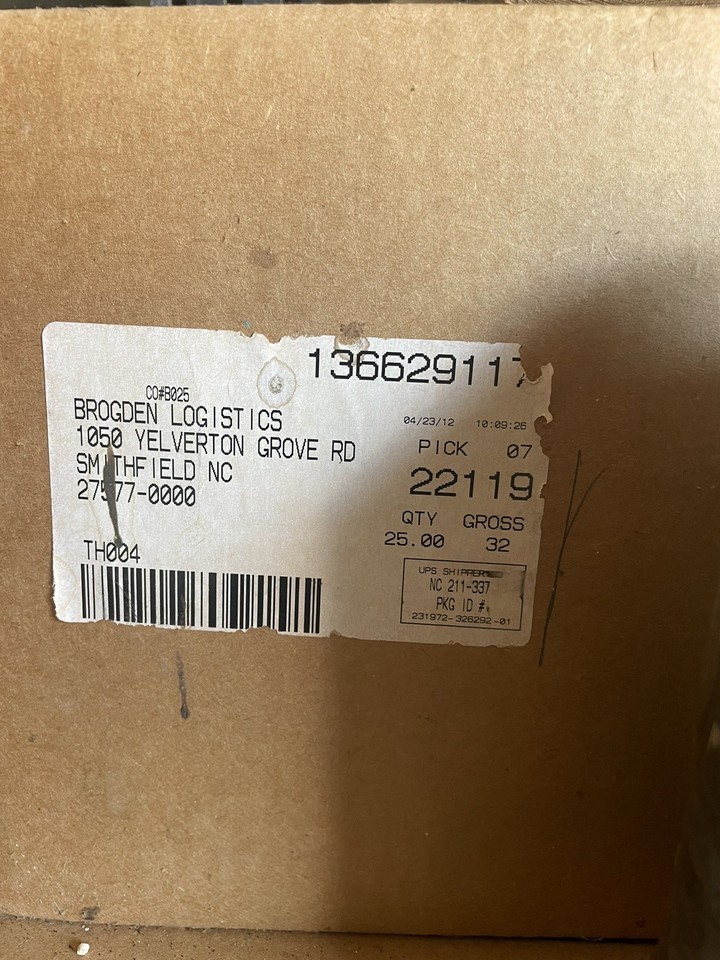 136629117
CO#B025
BROGDEN LOGISTICS
1050 YELVERTON GROVE RD
SMITHFIELD NC
27577-0000
TH004
04/23/12 10:09:26
PICK 07
22119
QTY GROSS
25.00 32
UPS SHIPPER
NC 211-337
PKG ID #
231972-326292-01